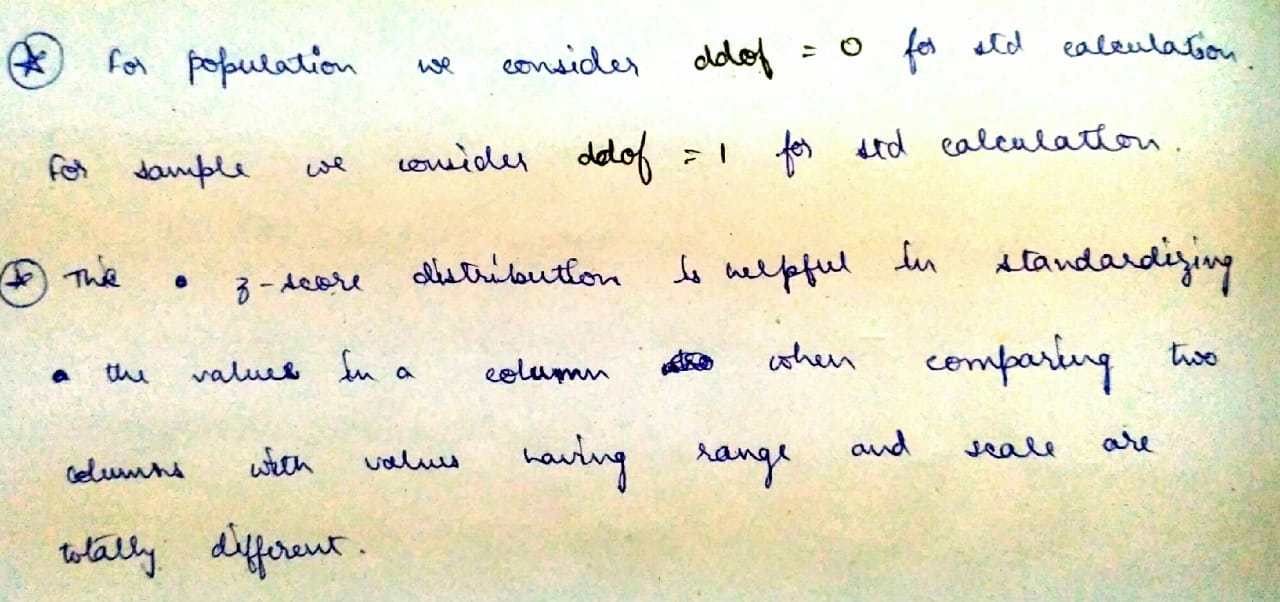 ★ For population we consider ddof = 0 for std calculation.
For sample we consider ddof = 1 for std calculation.
★ This z-score distribution is helpful in standardizing
the values in a column when comparing two
columns with values having range and scale are
totally different.